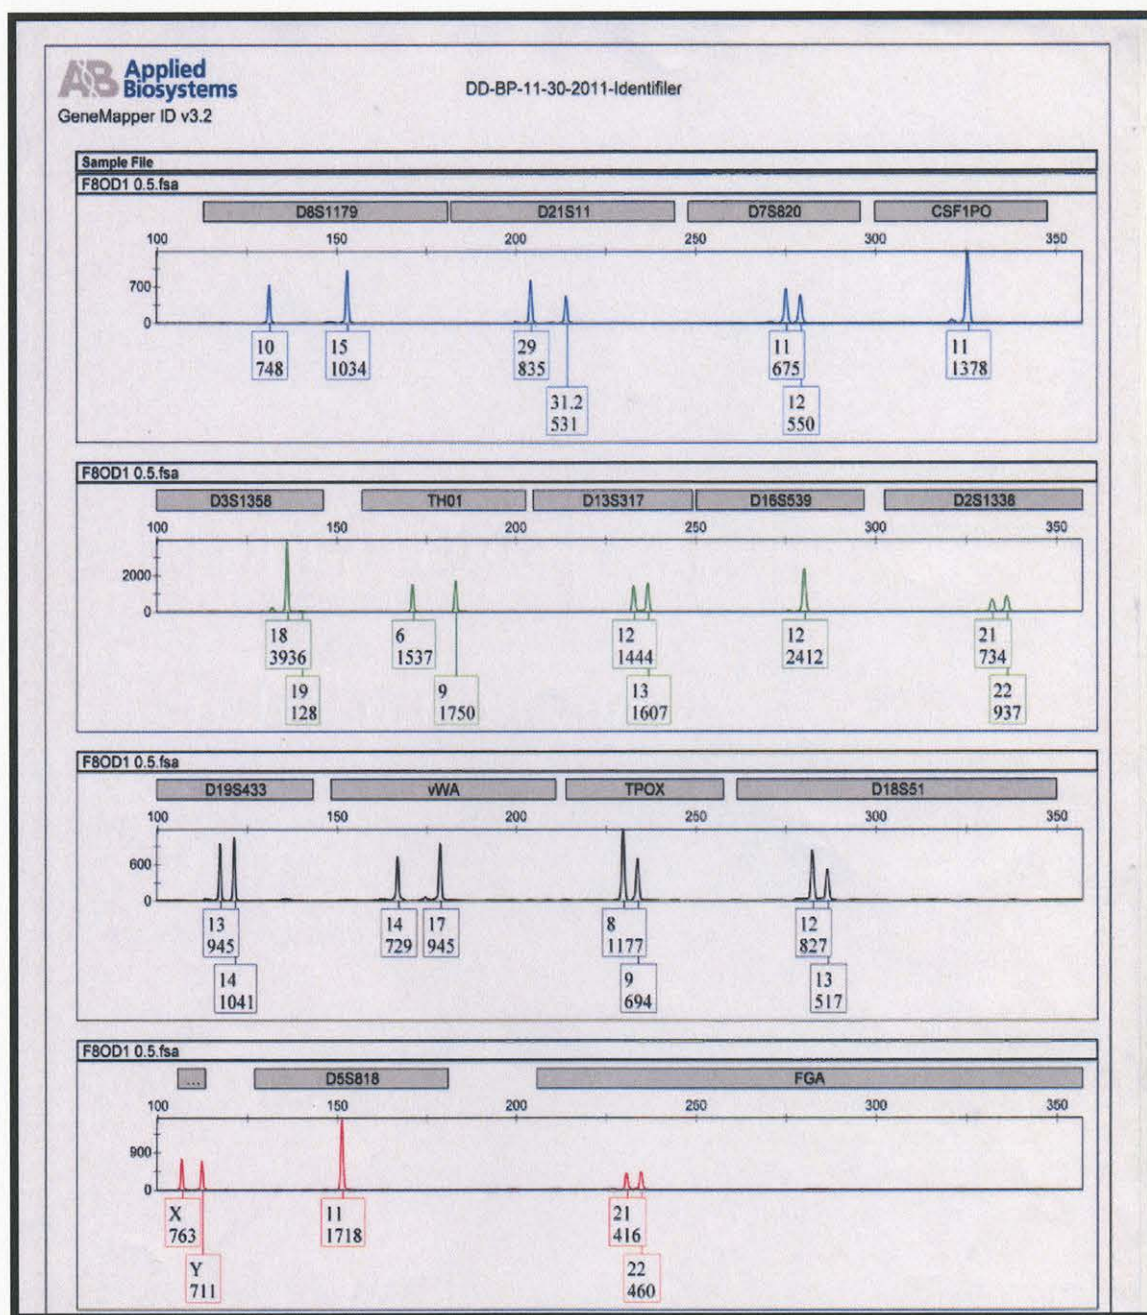 AB Applied
Biosystems
DD-BP-11-30-2011-Identifiler
GeneMapper ID v3.2
Sample File
F8OD1 0.5.fsa
D8S1179 D21S11 D7S820 CSF1PO
100 150 200 250 300 350
700
0
10 15 29 11 11
748 1034 835 675 1378
31.2 12
531 550
F8OD1 0.5.fsa
D3S1358 TH01 D13S317 D16S539 D2S1338
100 150 200 250 300 350
2000
0
18 6 12 12 21
3936 1537 1444 2412 734
19 9 13 22
128 1750 1607 937
F8OD1 0.5.fsa
D19S433 vWA TPOX D18S51
100 150 200 250 300 350
600
0
13 14 17 8 12
945 729 945 1177 827
14 9 13
1041 694 517
F8OD1 0.5.fsa
... D5S818 FGA
100 150 200 250 300 350
900
0
X 11 21
763 1718 416
Y 22
711 460